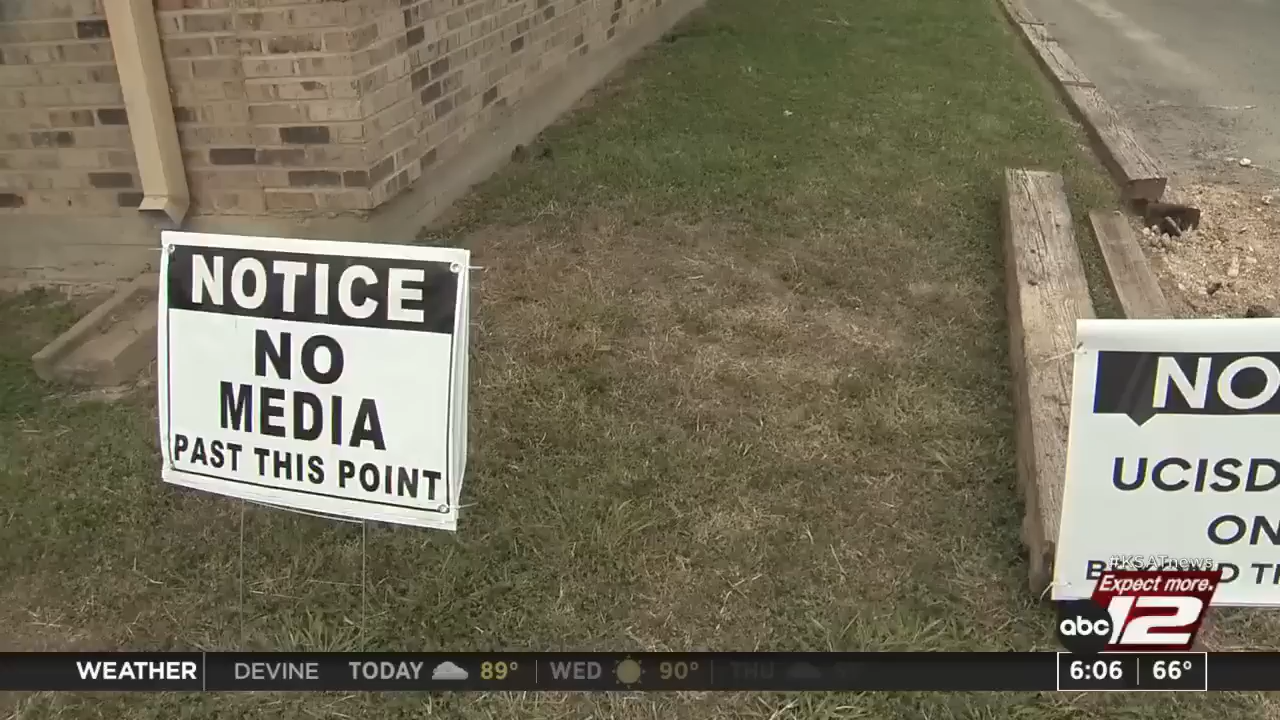 NOTICE
NO
MEDIA
PAST THIS POINT
NO
UCISD
ON
#KSATnews
Expect more.
abc 12
WEATHER DEVINE TODAY 89° WED 90° THU
6:06 66°